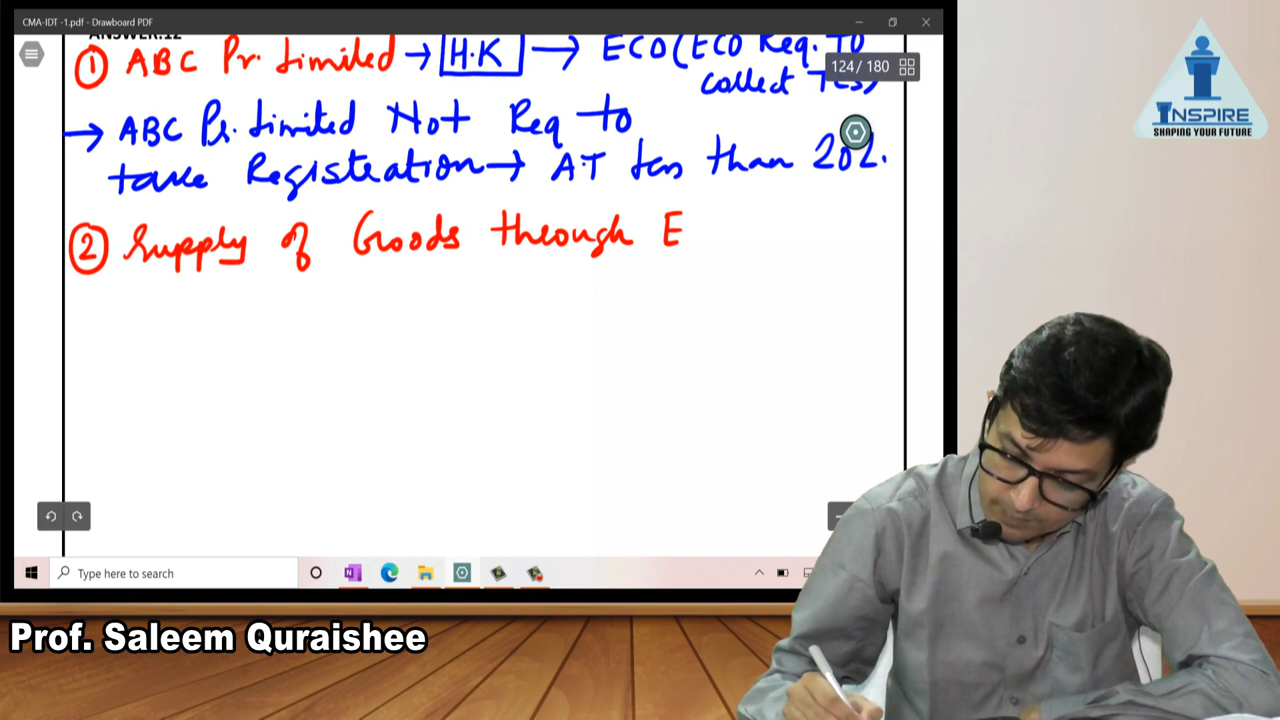 CMA-IDT -1.pdf - Drawboard PDF
ANSWER.12
① ABC Pr. Limited → H.K → ECO (ECO Req. To
collect TCS)
124 / 180
→ ABC Pr. Limited Not Req to
take Registration → A.T less than 20L.
② Supply of Goods through E
Type here to search
Prof. Saleem Quraishee
INSPIRE
SHAPING YOUR FUTURE